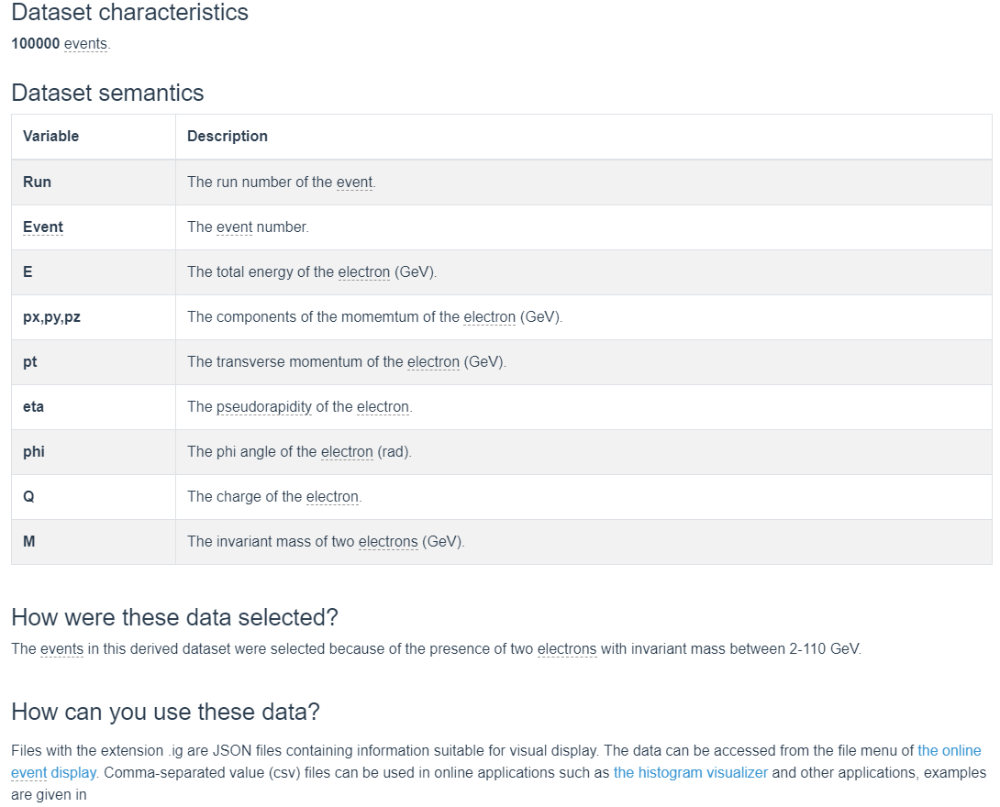 Dataset characteristics
100000 events.
Dataset semantics
Variable Description
Run The run number of the event.
Event The event number.
E The total energy of the electron (GeV).
px,py,pz The components of the momemtum of the electron (GeV).
pt The transverse momentum of the electron (GeV).
eta The pseudorapidity of the electron.
phi The phi angle of the electron (rad).
Q The charge of the electron.
M The invariant mass of two electrons (GeV).
How were these data selected?
The events in this derived dataset were selected because of the presence of two electrons with invariant mass between 2-110 GeV.
How can you use these data?
Files with the extension .ig are JSON files containing information suitable for visual display. The data can be accessed from the file menu of the online
event display. Comma-separated value (csv) files can be used in online applications such as the histogram visualizer and other applications, examples
are given in